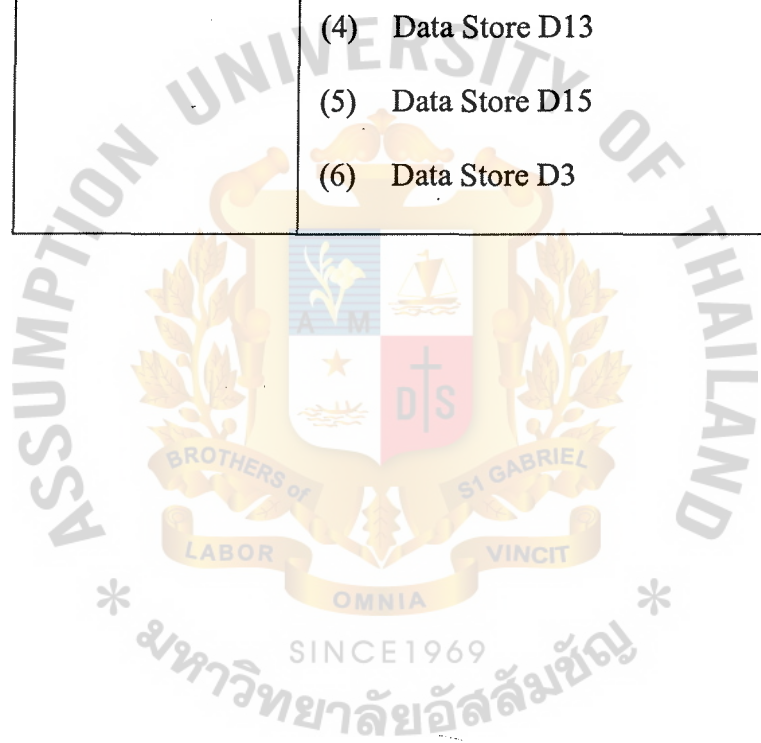 (4) Data Store D13
(5) Data Store D15
(6) Data Store D3
ASSUMPTION UNIVERSITY OF THAILAND
A M
D S
BROTHERS of S1 GABRIEL
LABOR VINCIT
OMNIA
* SINCE1969 *
มหาวิทยาลัยอัสสัมชัญ